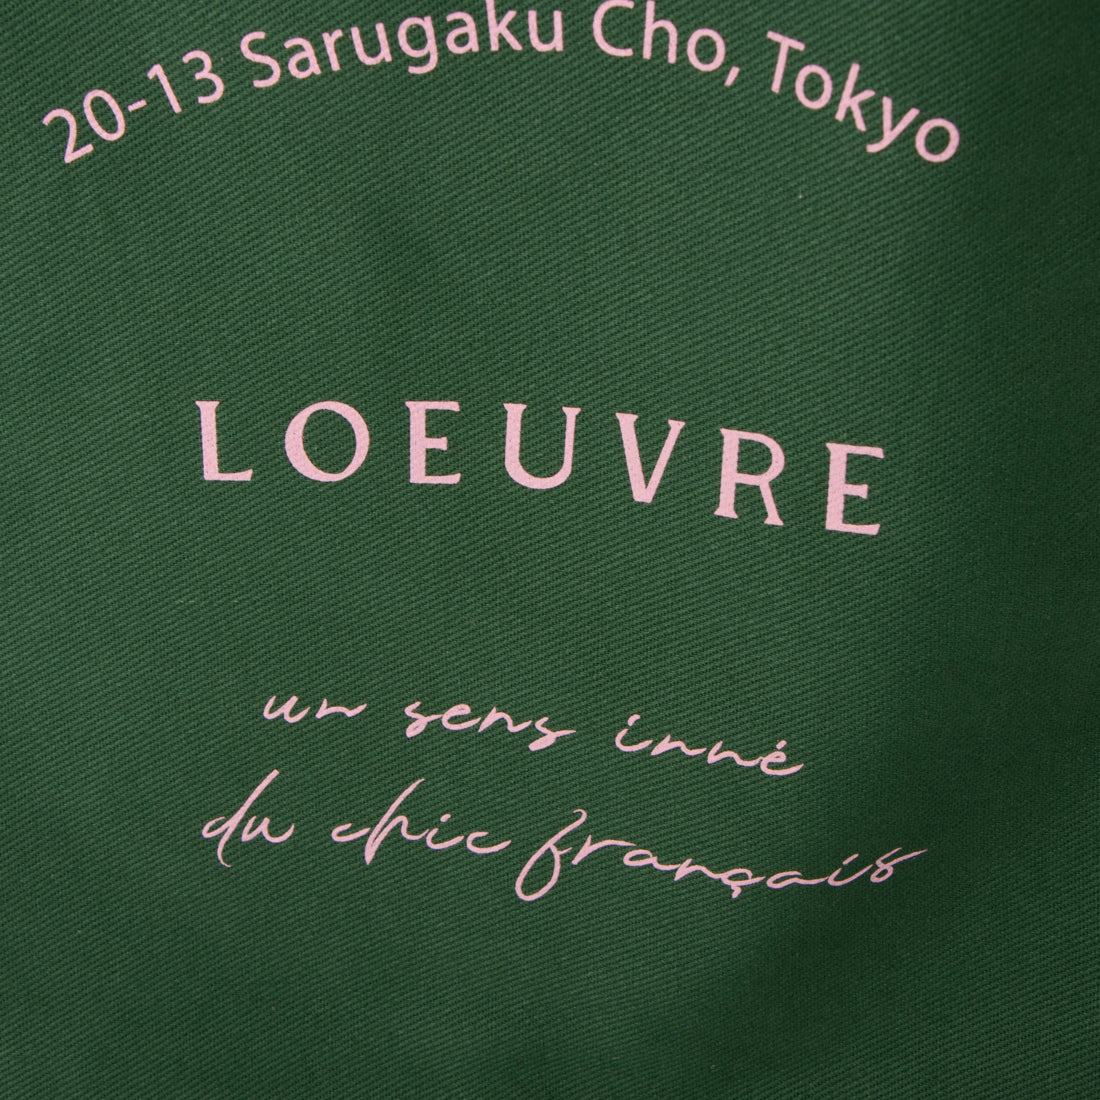 20-13 Sarugaku Cho, Tokyo
LOEUVRE
un sens inné
du chic français